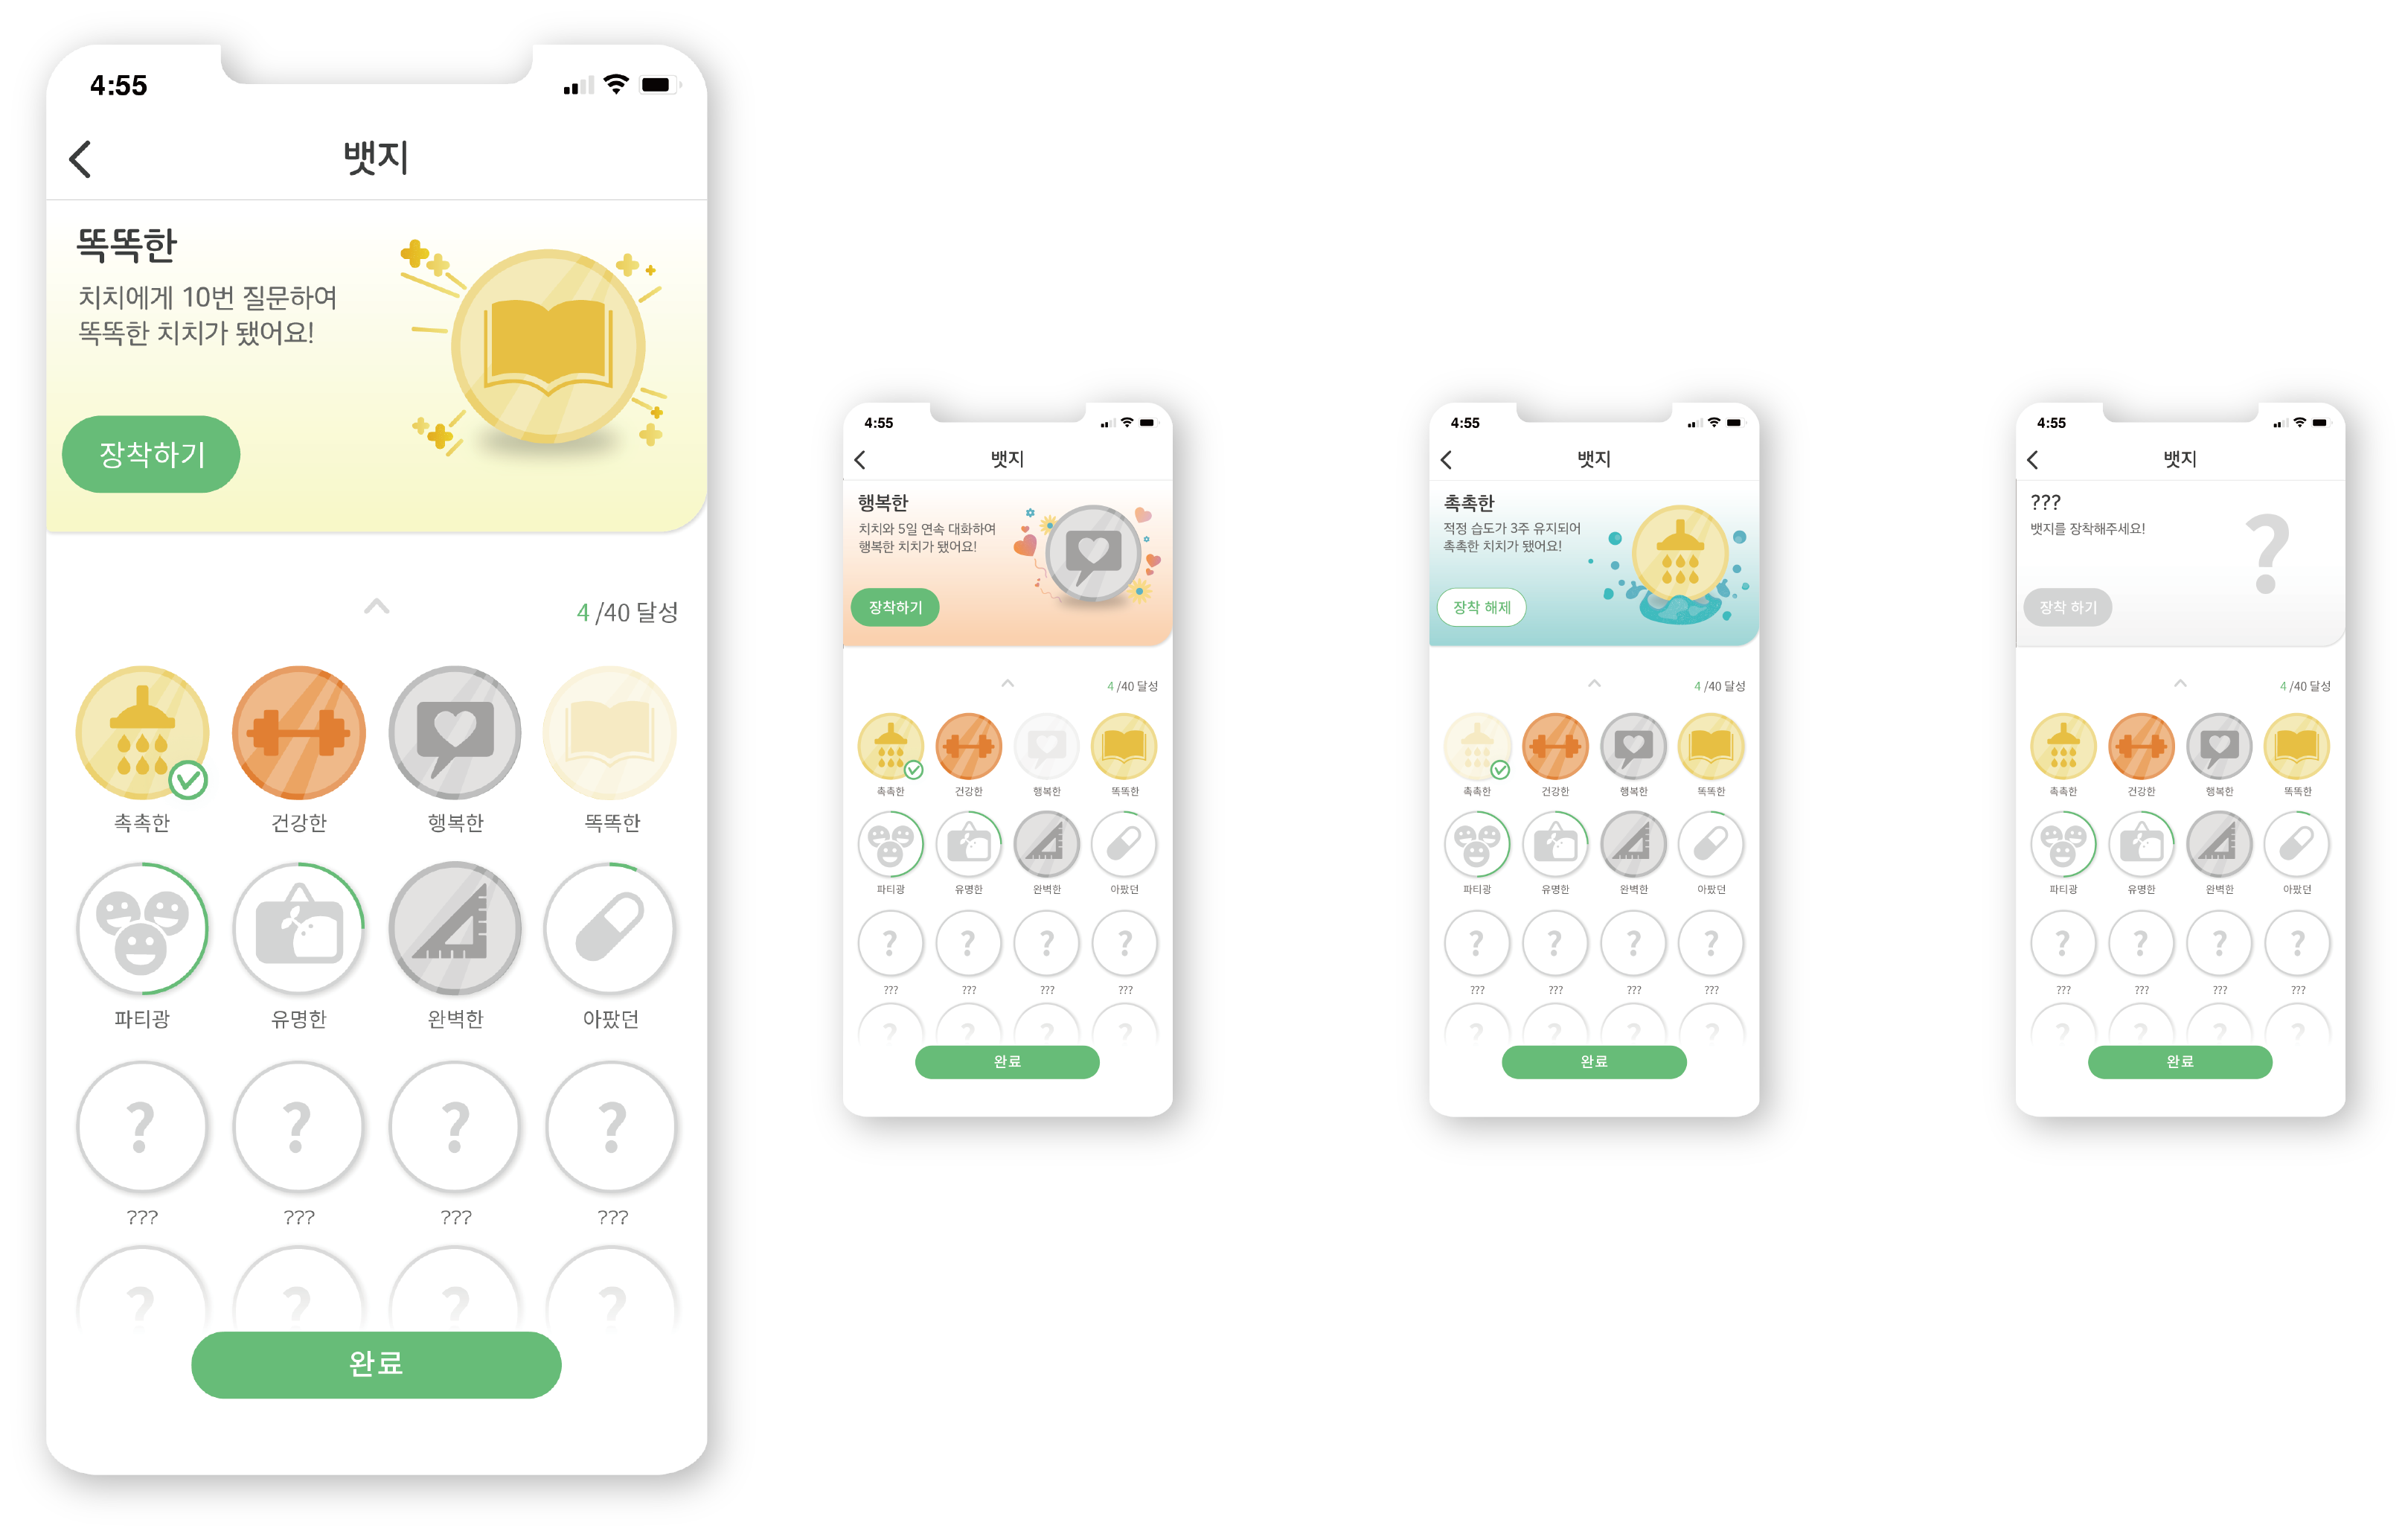 4:55
뱃지
똑똑한
치치에게 10번 질문하여
똑똑한 치치가 됐어요!
장착하기
4 /40 달성
촉촉한 건강한 행복한 똑똑한
파티광 유명한 완벽한 아팠던
? ? ? ?
??? ??? ??? ???
? ? ? ?
완료
4:55
뱃지
행복한
치치와 5일 연속 대화하여
행복한 치치가 됐어요!
장착하기
4 /40 달성
촉촉한 건강한 행복한 똑똑한
파티광 유명한 완벽한 아팠던
? ? ? ?
??? ??? ??? ???
? ? ? ?
완료
4:55
뱃지
촉촉한
적정 습도가 3주 유지되어
촉촉한 치치가 됐어요!
장착 해제
4 /40 달성
촉촉한 건강한 행복한 똑똑한
파티광 유명한 완벽한 아팠던
? ? ? ?
??? ??? ??? ???
? ? ? ?
완료
4:55
뱃지
???
뱃지를 장착해주세요!
?
장착 하기
4 /40 달성
촉촉한 건강한 행복한 똑똑한
파티광 유명한 완벽한 아팠던
? ? ? ?
??? ??? ??? ???
? ? ? ?
완료